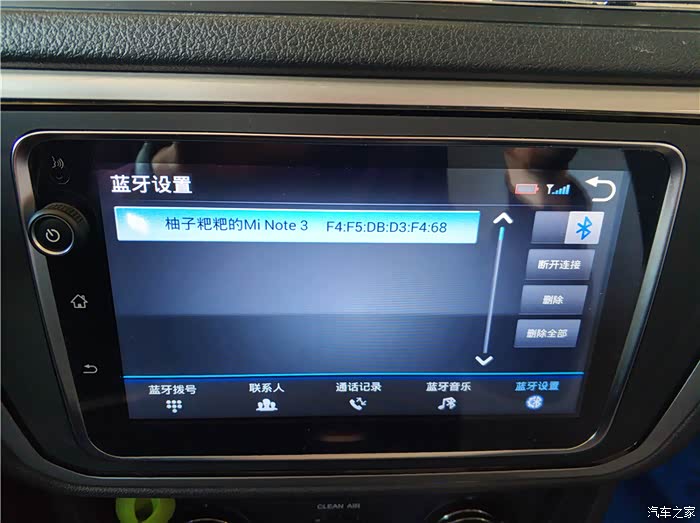 蓝牙设置
柚子粑粑的Mi Note 3 F4:F5:DB:D3:F4:68
断开连接
删除
删除全部
蓝牙拨号 联系人 通话记录 蓝牙音乐 蓝牙设置
CLEAN AIR
汽车之家